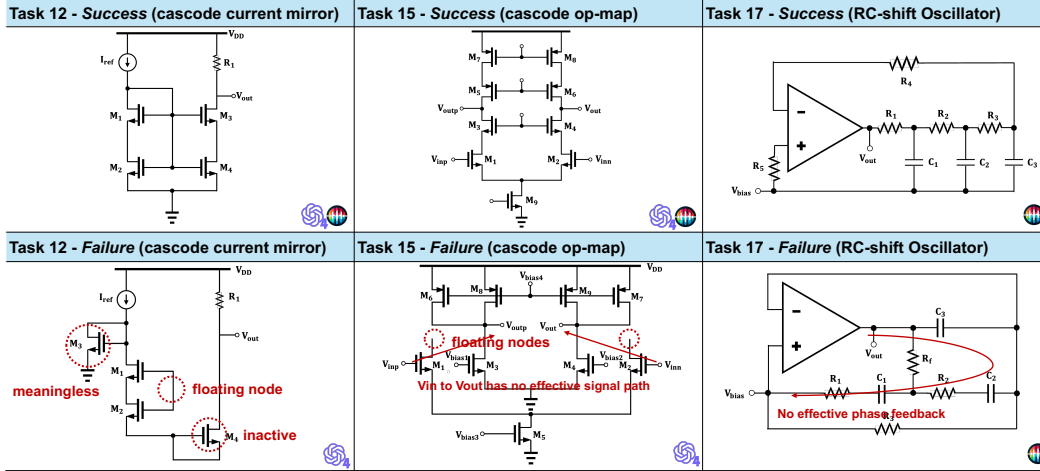 Task 12 - Success (cascode current mirror)
Task 15 - Success (cascode op-map)
Task 17 - Success (RC-shift Oscillator)
VDD
Iref
R1
Vout
M1
M3
M2
M4
M7
M8
M5
M6
Voutp
Vout
M3
M4
Vinp
M1
M2
Vinn
M9
R4
R1
R2
R3
R5
Vout
C1
C2
C3
Vbias
4
4
Task 12 - Failure (cascode current mirror)
Task 15 - Failure (cascode op-map)
Task 17 - Failure (RC-shift Oscillator)
VDD
Iref
R1
Vout
M3
meaningless
M1
floating node
M2
M4
inactive
4
VDD
Vbias4
M6
M8
M9
M7
Voutp
Vout
floating nodes
Vinp
M1
Vbias1
M3
M4
Vbias2
M2
Vinn
Vin to Vout has no effective signal path
Vbias3
M5
4
C3
Vout
Rf
R1
C1
R2
C2
Vbias
No effective phase feedback
R3